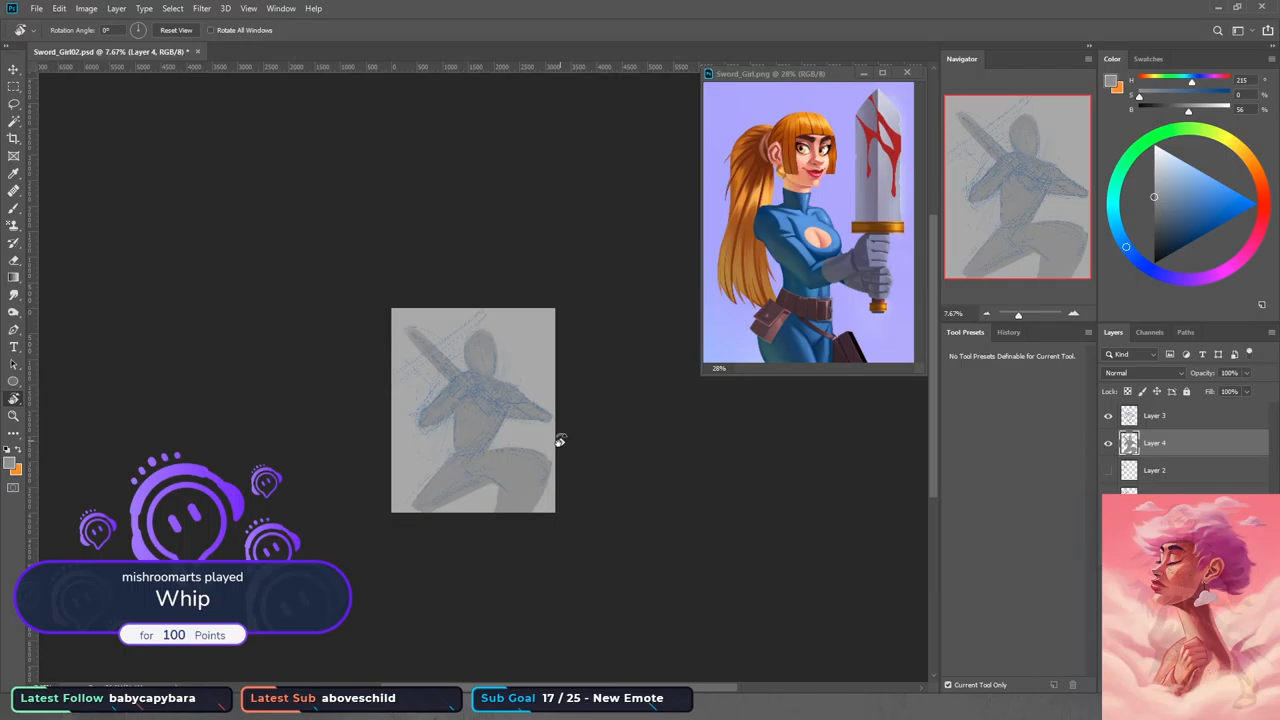 File Edit Image Layer Type Select Filter 3D View Window Help
Rotation Angle: 0° Reset View Rotate All Windows
Sword_Girl02.psd @ 7.67% (Layer 4, RGB/8) *
Sword_Girl.png @ 28% (RGB/8)
28%
Navigator
7.67%
Color Swatches
H 215 °
S 0 %
B 56 %
Tool Presets History
No Tool Presets Definable for Current Tool.
Current Tool Only
Layers Channels Paths
Kind
Normal Opacity: 100%
Lock: Fill: 100%
Layer 3
Layer 4
Layer 2
mishroomarts played
Whip
for 100 Points
Latest Follow babycapybara
Latest Sub aboveschild
Sub Goal 17 / 25 - New Emote